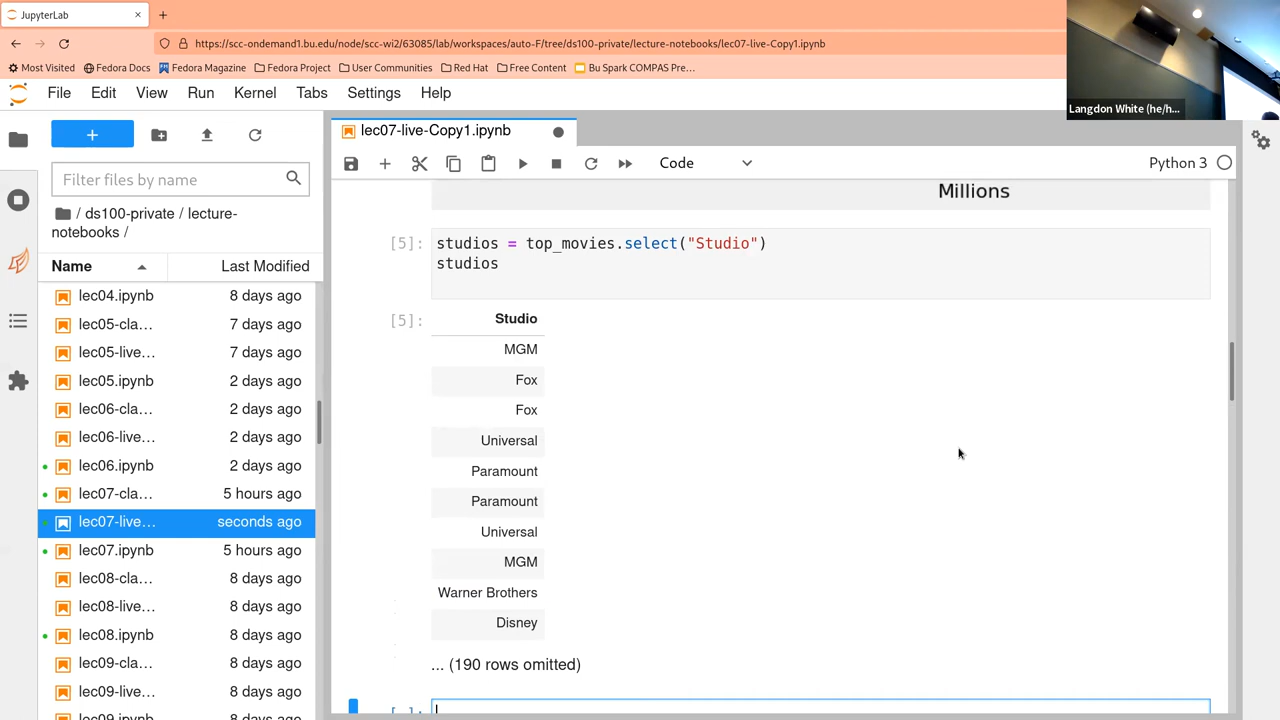 JupyterLab
https://scc-ondemand1.bu.edu/node/scc-wi2/63085/lab/workspaces/auto-F/tree/ds100-private/lecture-notebooks/lec07-live-Copy1.ipynb
Most Visited Fedora Docs Fedora Magazine Fedora Project User Communities Red Hat Free Content Bu Spark COMPAS Pre…
Langdon White (he/h...
File Edit View Run Kernel Tabs Settings Help
lec07-live-Copy1.ipynb
Code
Python 3
Filter files by name
/ ds100-private / lecture-
notebooks /
Name Last Modified
lec04.ipynb 8 days ago
lec05-cla… 7 days ago
lec05-live… 7 days ago
lec05.ipynb 2 days ago
lec06-cla… 2 days ago
lec06-live… 2 days ago
lec06.ipynb 2 days ago
lec07-cla… 5 hours ago
lec07-live… seconds ago
lec07.ipynb 5 hours ago
lec08-cla… 8 days ago
lec08-live… 8 days ago
lec08.ipynb 8 days ago
lec09-cla… 8 days ago
lec09-live… 8 days ago
lec09.ipynb 8 days ago
Millions
[5]: studios = top_movies.select("Studio")
studios
[5]: Studio
MGM
Fox
Fox
Universal
Paramount
Paramount
Universal
MGM
Warner Brothers
Disney
... (190 rows omitted)
[ ]: